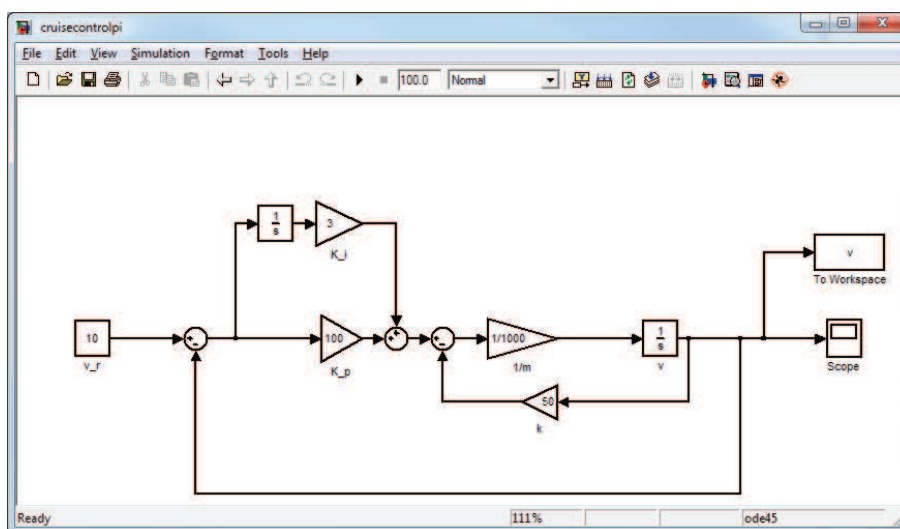 cruisecontrolpi
File Edit View Simulation Format Tools Help
100.0 Normal
1
s
3
K_i
v
To Workspace
10
v_r
+
-
100
K_p
+
+
+
-
1/1000
1/m
1
s
v
Scope
50
k
Ready 111% ode45